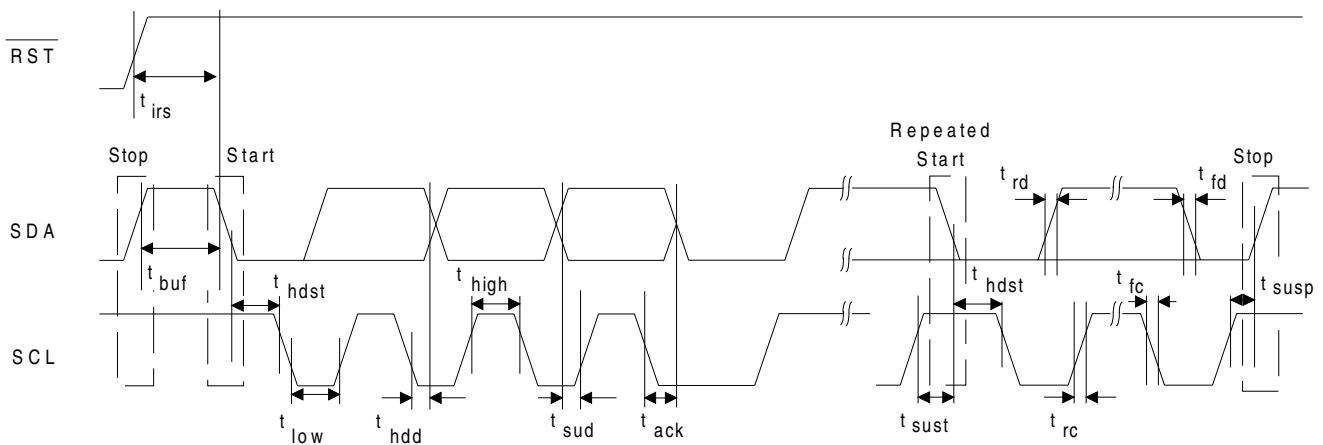 RST
t irs
Repeated
Stop
Start
Start
Stop
t rd
t fd
SDA
t buf
t hdst
t high
t hdst
t fc
t susp
SCL
t low
t hdd
t sud
t ack
t sust
t rc